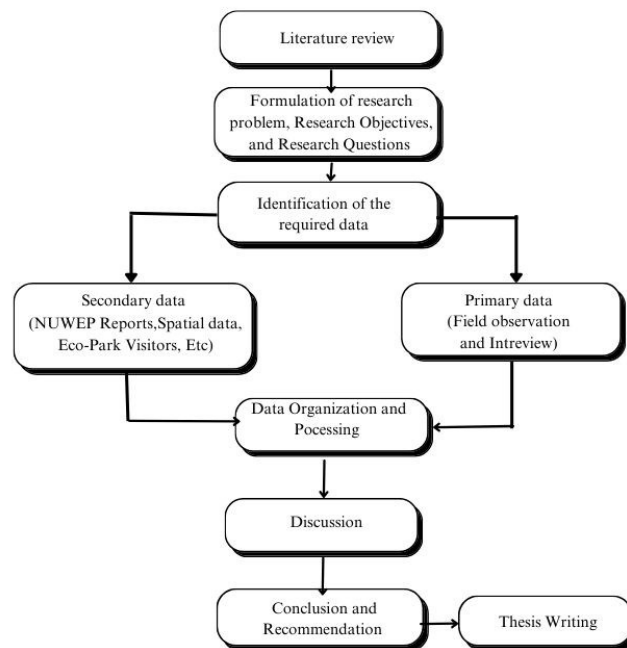 Literature review
Formulation of research
problem, Research Objectives,
and Research Questions
Identification of the
required data
Secondary data
(NUWEP Reports,Spatial data,
Eco-Park Visitors, Etc)
Primary data
(Field observation
and Intreview)
Data Organization and
Pocessing
Discussion
Conclusion and
Recommendation
Thesis Writing